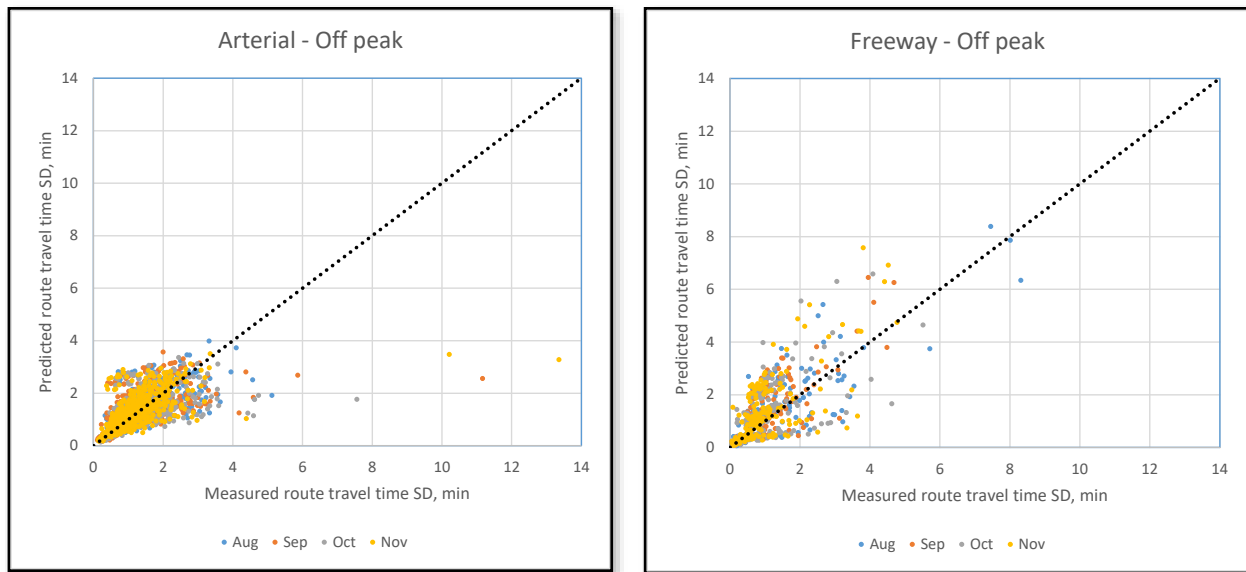 Arterial - Off peak
14
12
10
8
6
4
2
0
Predicted route travel time SD, min
0 2 4 6 8 10 12 14
Measured route travel time SD, min
Aug Sep Oct Nov
Freeway - Off peak
14
12
10
8
6
4
2
0
Predicted route travel time SD, min
0 2 4 6 8 10 12 14
Measured route travel time SD, min
Aug Sep Oct Nov